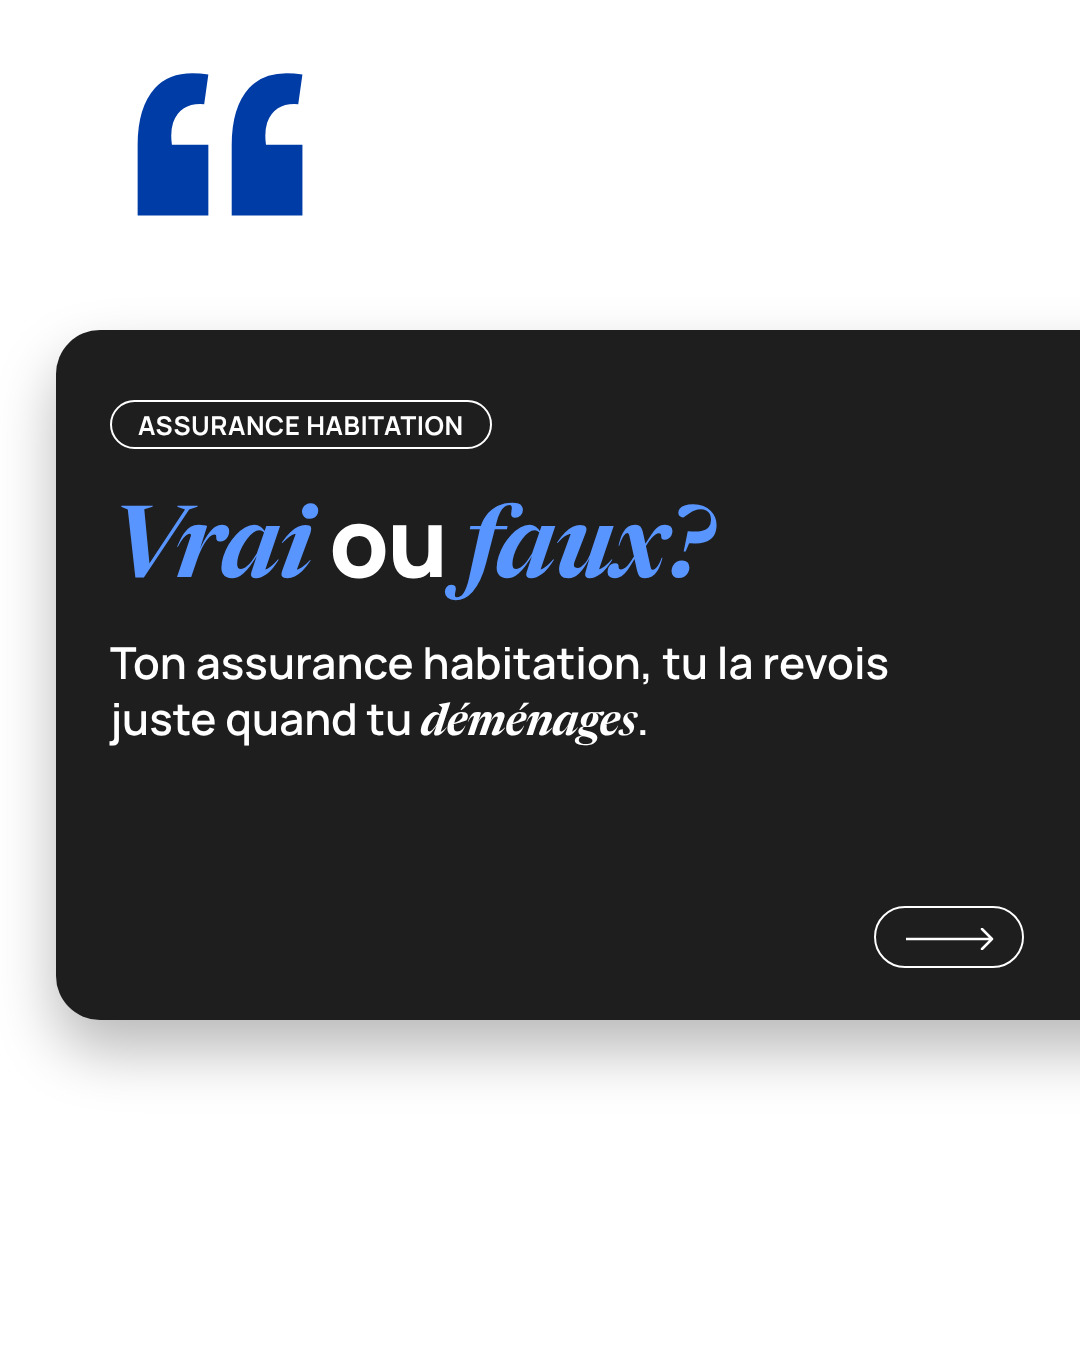 “
ASSURANCE HABITATION
Vrai ou faux?
Ton assurance habitation, tu la revois
juste quand tu déménages.